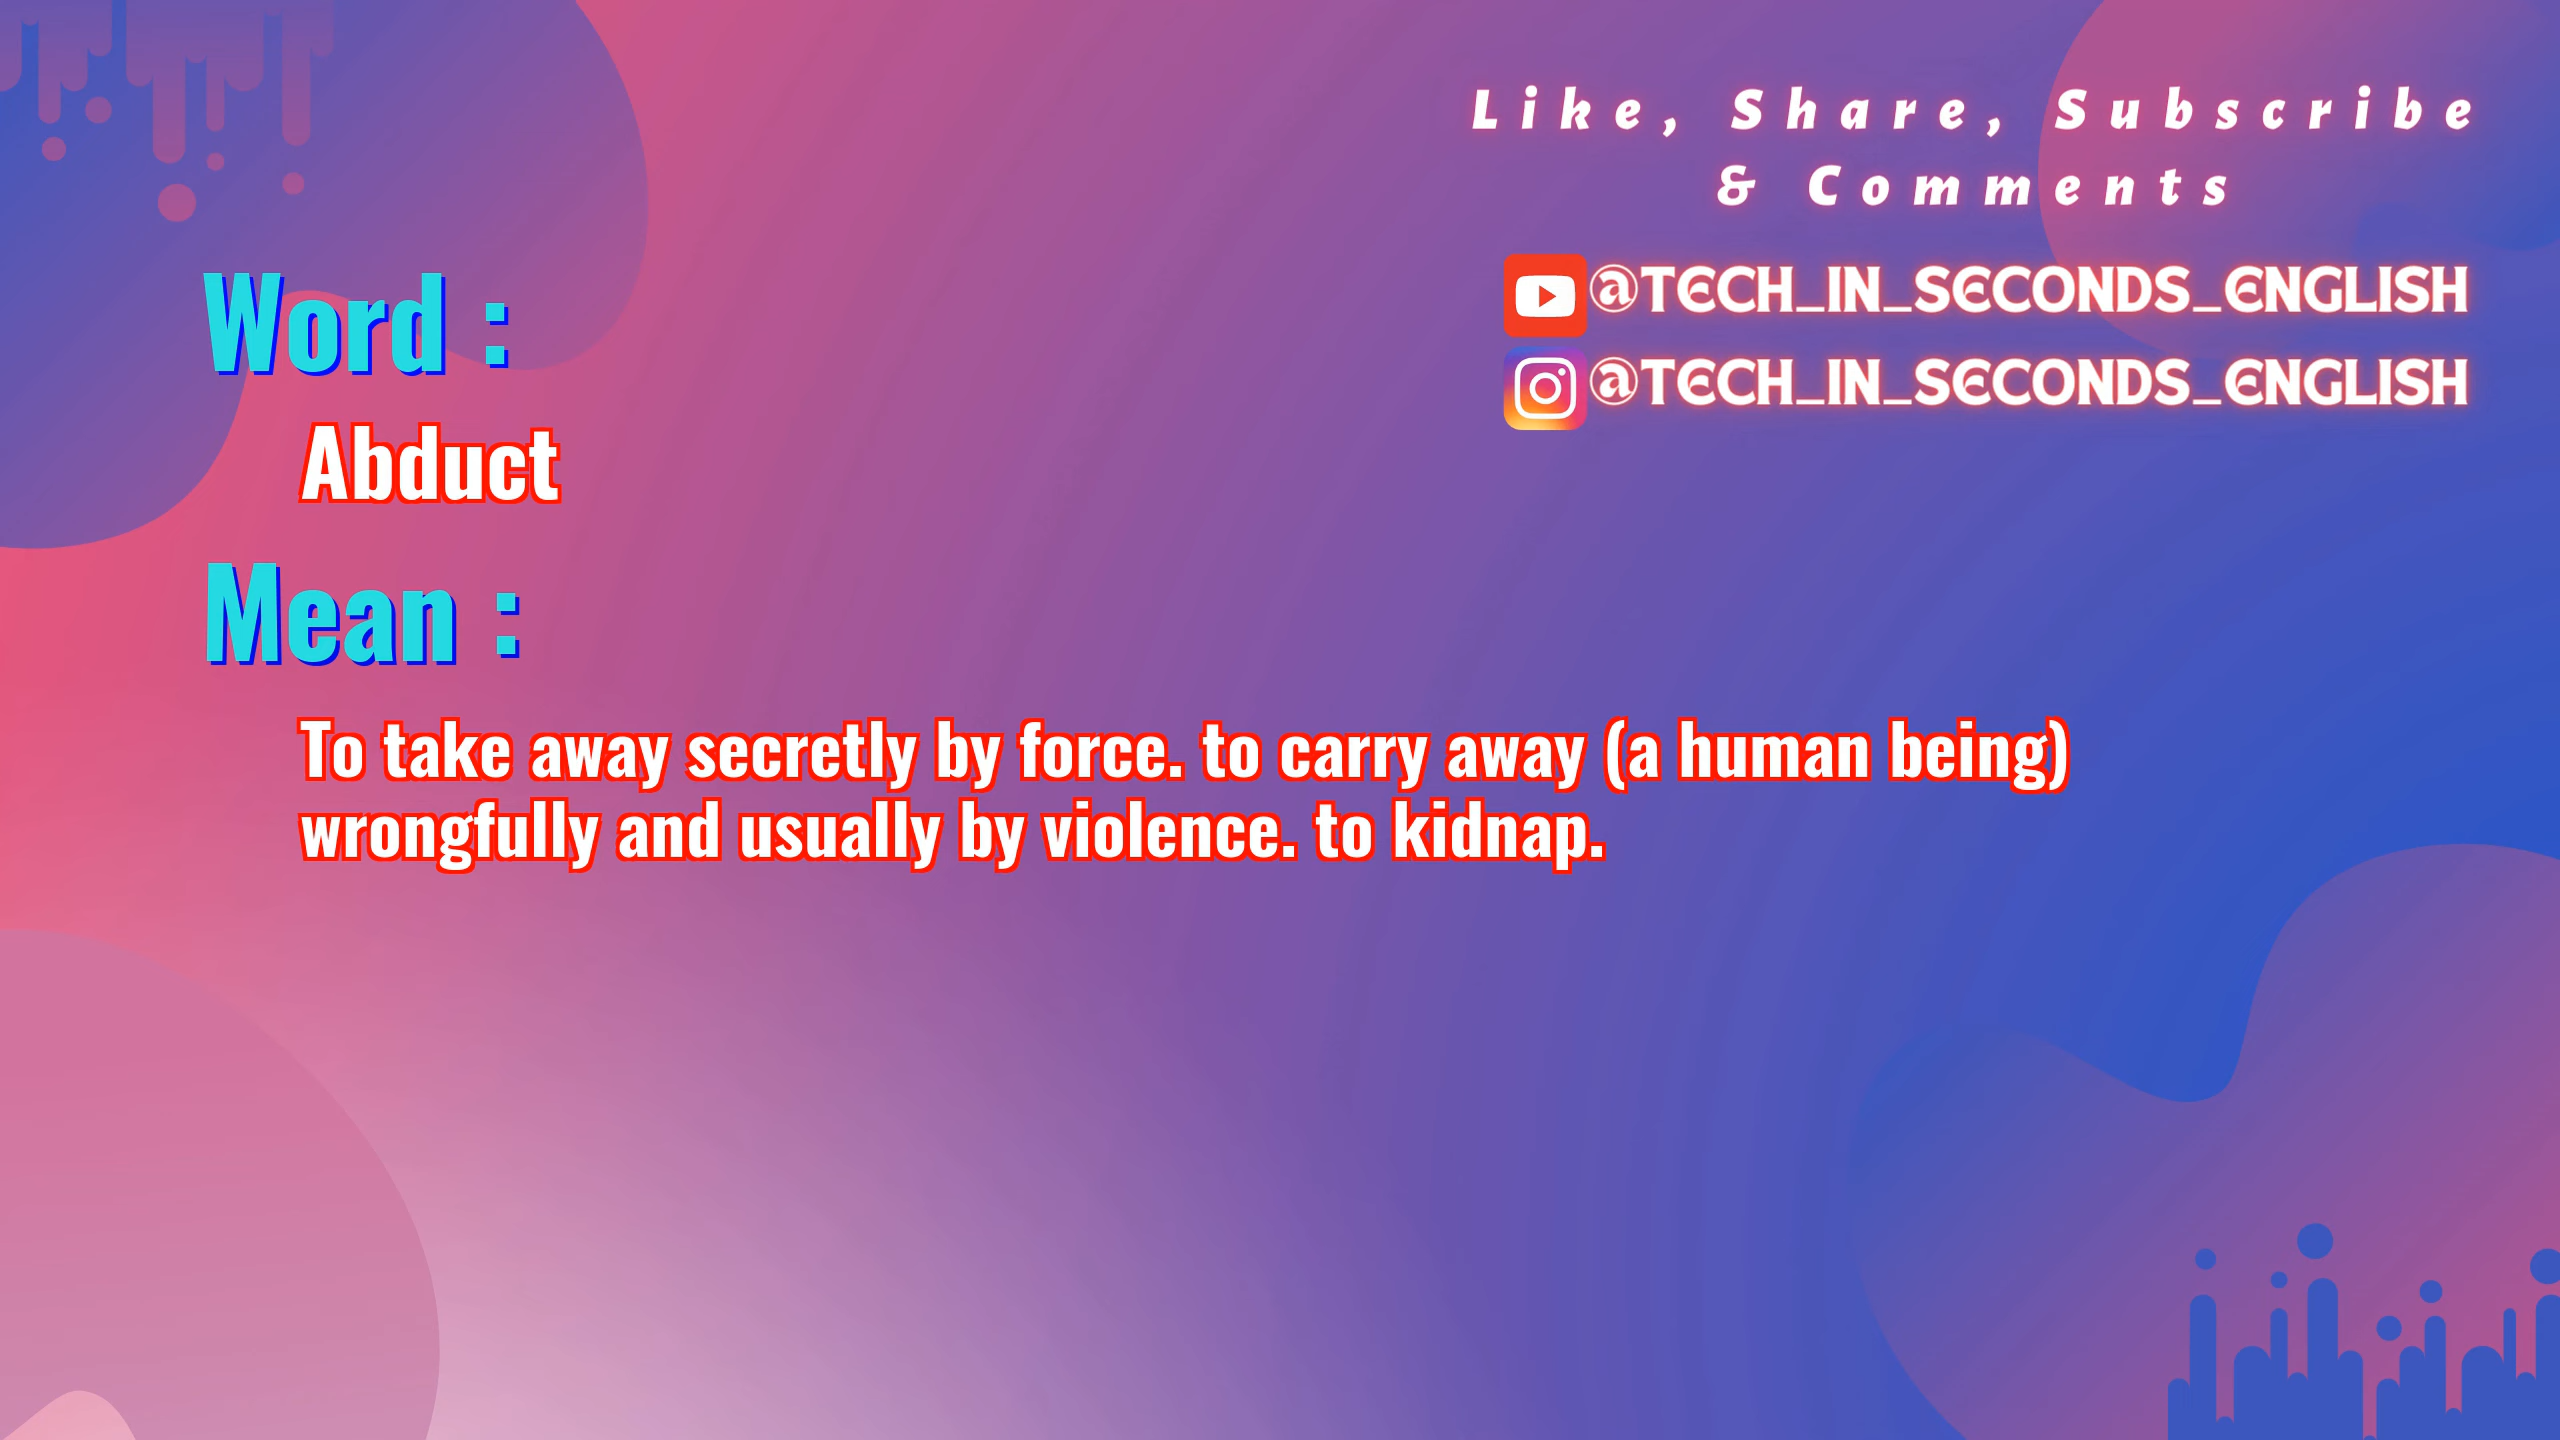 Like, Share, Subscribe
& Comments
@TECH_IN_SECONDS_ENGLISH
@TECH_IN_SECONDS_ENGLISH
Word :
Abduct
Mean :
To take away secretly by force. to carry away (a human being)
wrongfully and usually by violence. to kidnap.